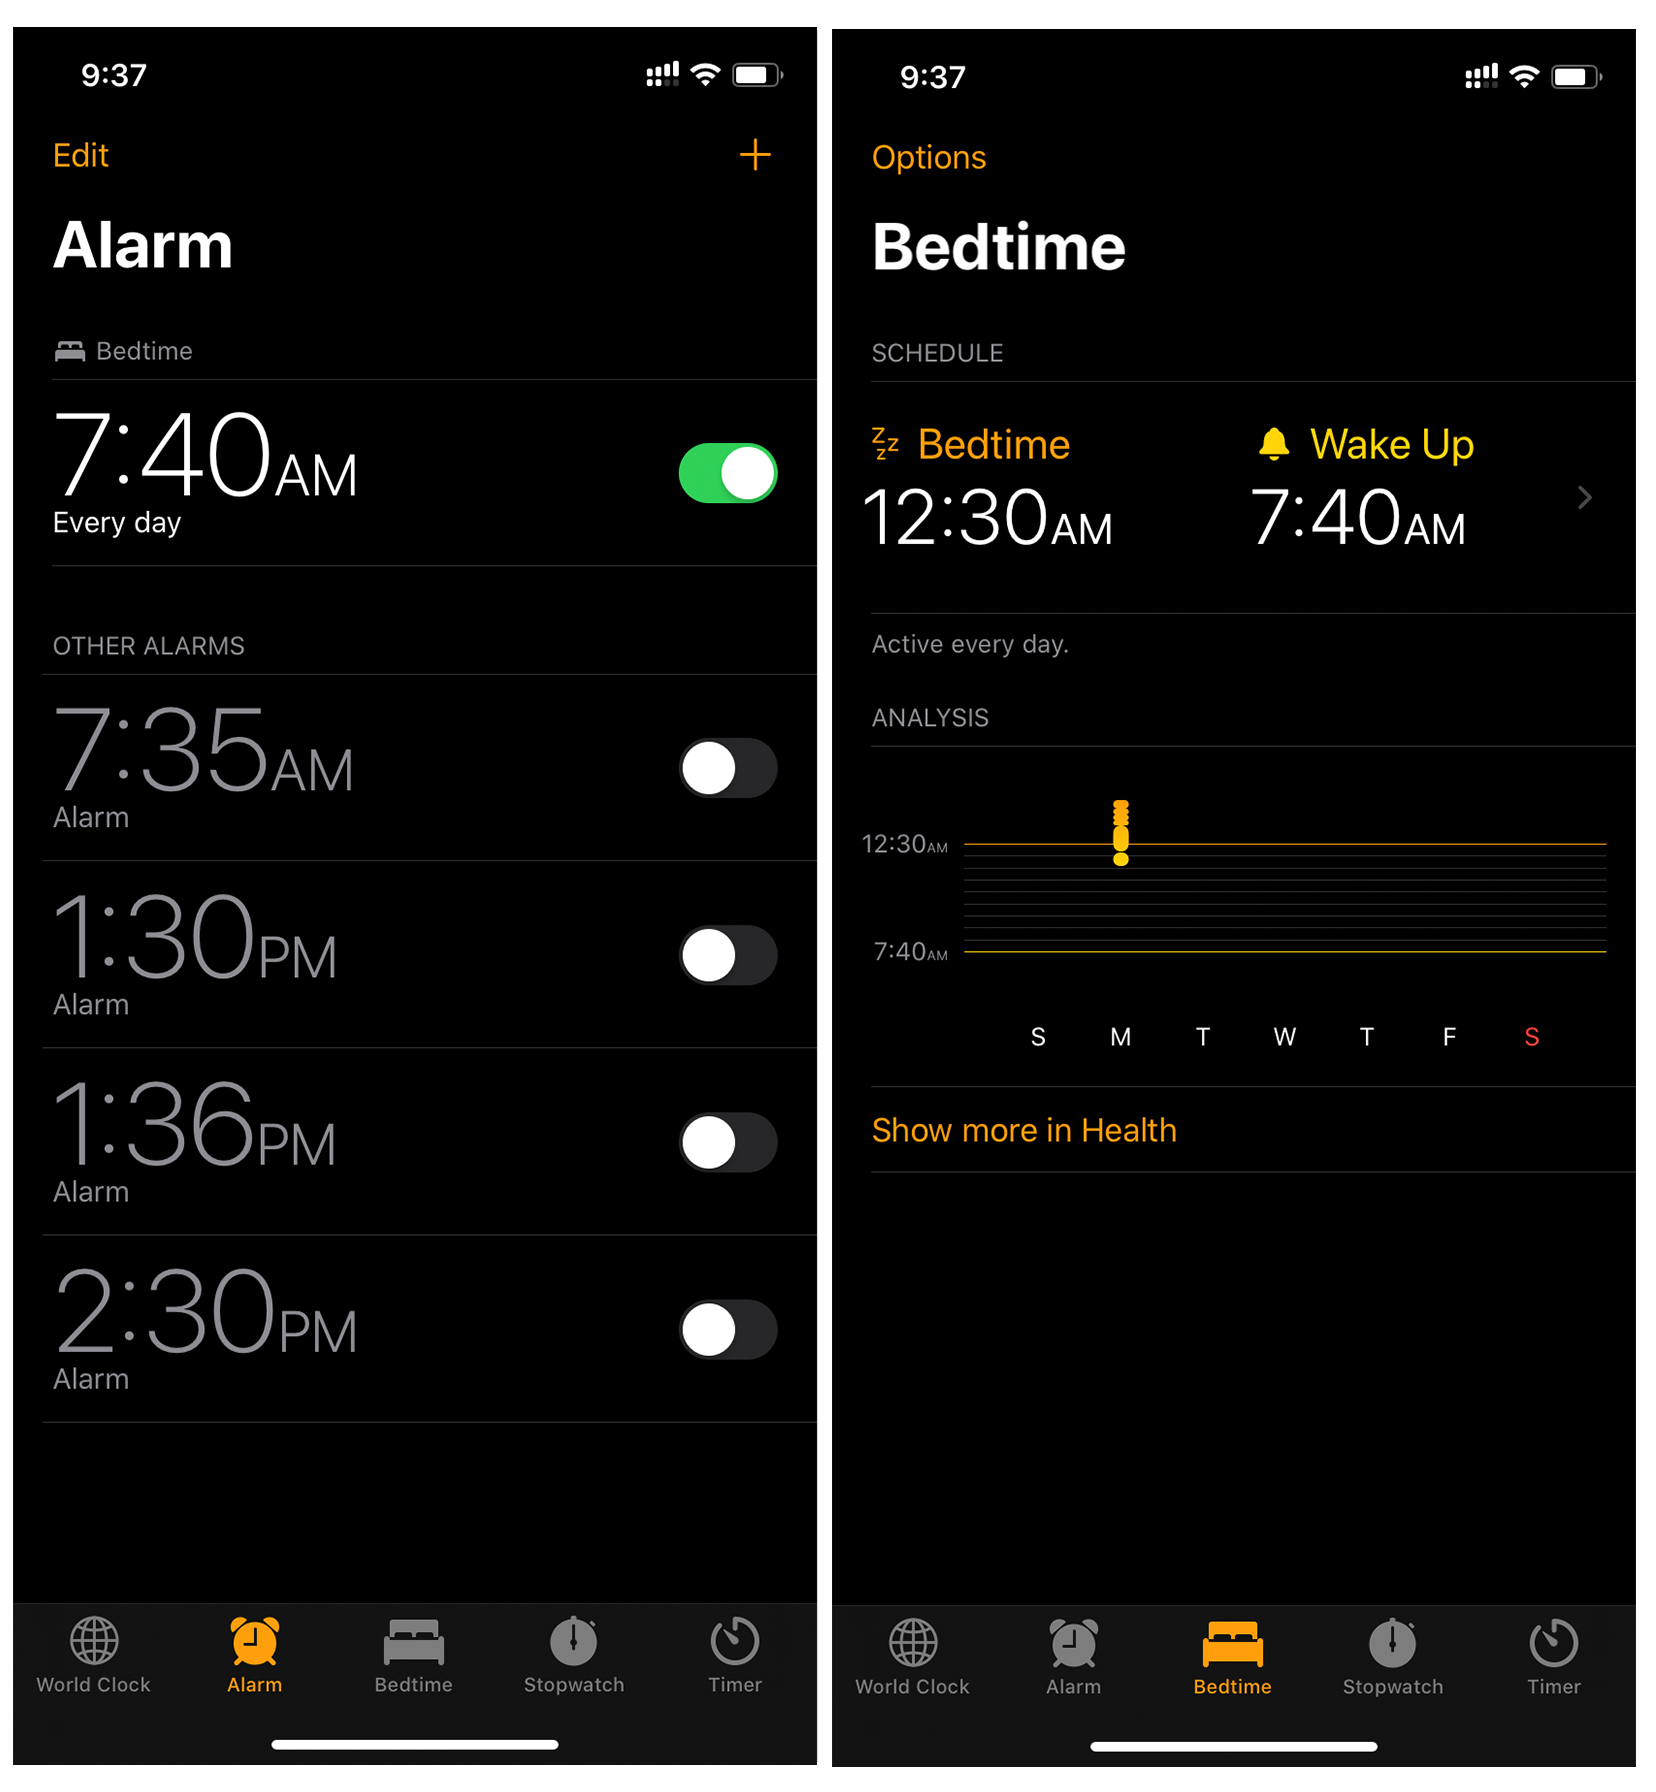 9:37
Edit
+
Alarm
Bedtime
7:40AM
Every day
OTHER ALARMS
7:35AM
Alarm
1:30PM
Alarm
1:36PM
Alarm
2:30PM
Alarm
World Clock
Alarm
Bedtime
Stopwatch
Timer
9:37
Options
Bedtime
SCHEDULE
zzz Bedtime
Wake Up
12:30AM
7:40AM
Active every day.
ANALYSIS
12:30AM
7:40AM
S M T W T F S
Show more in Health
World Clock
Alarm
Bedtime
Stopwatch
Timer